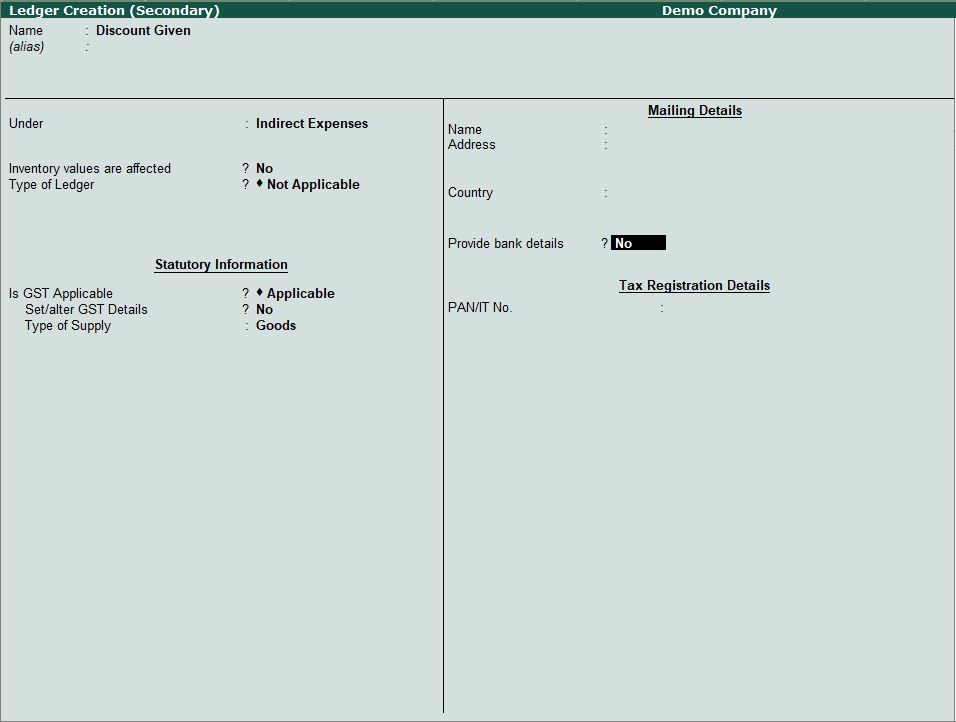 Ledger Creation (Secondary) Demo Company
Name : Discount Given
(alias) :
Under : Indirect Expenses
Inventory values are affected ? No
Type of Ledger ? ♦ Not Applicable
Statutory Information
Is GST Applicable ? ♦ Applicable
Set/alter GST Details ? No
Type of Supply : Goods
Mailing Details
Name :
Address :
Country :
Provide bank details ? No
Tax Registration Details
PAN/IT No. :